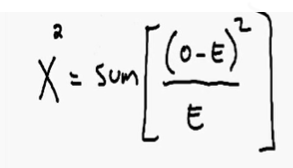 X² = Sum [ (O-E)² / E ]